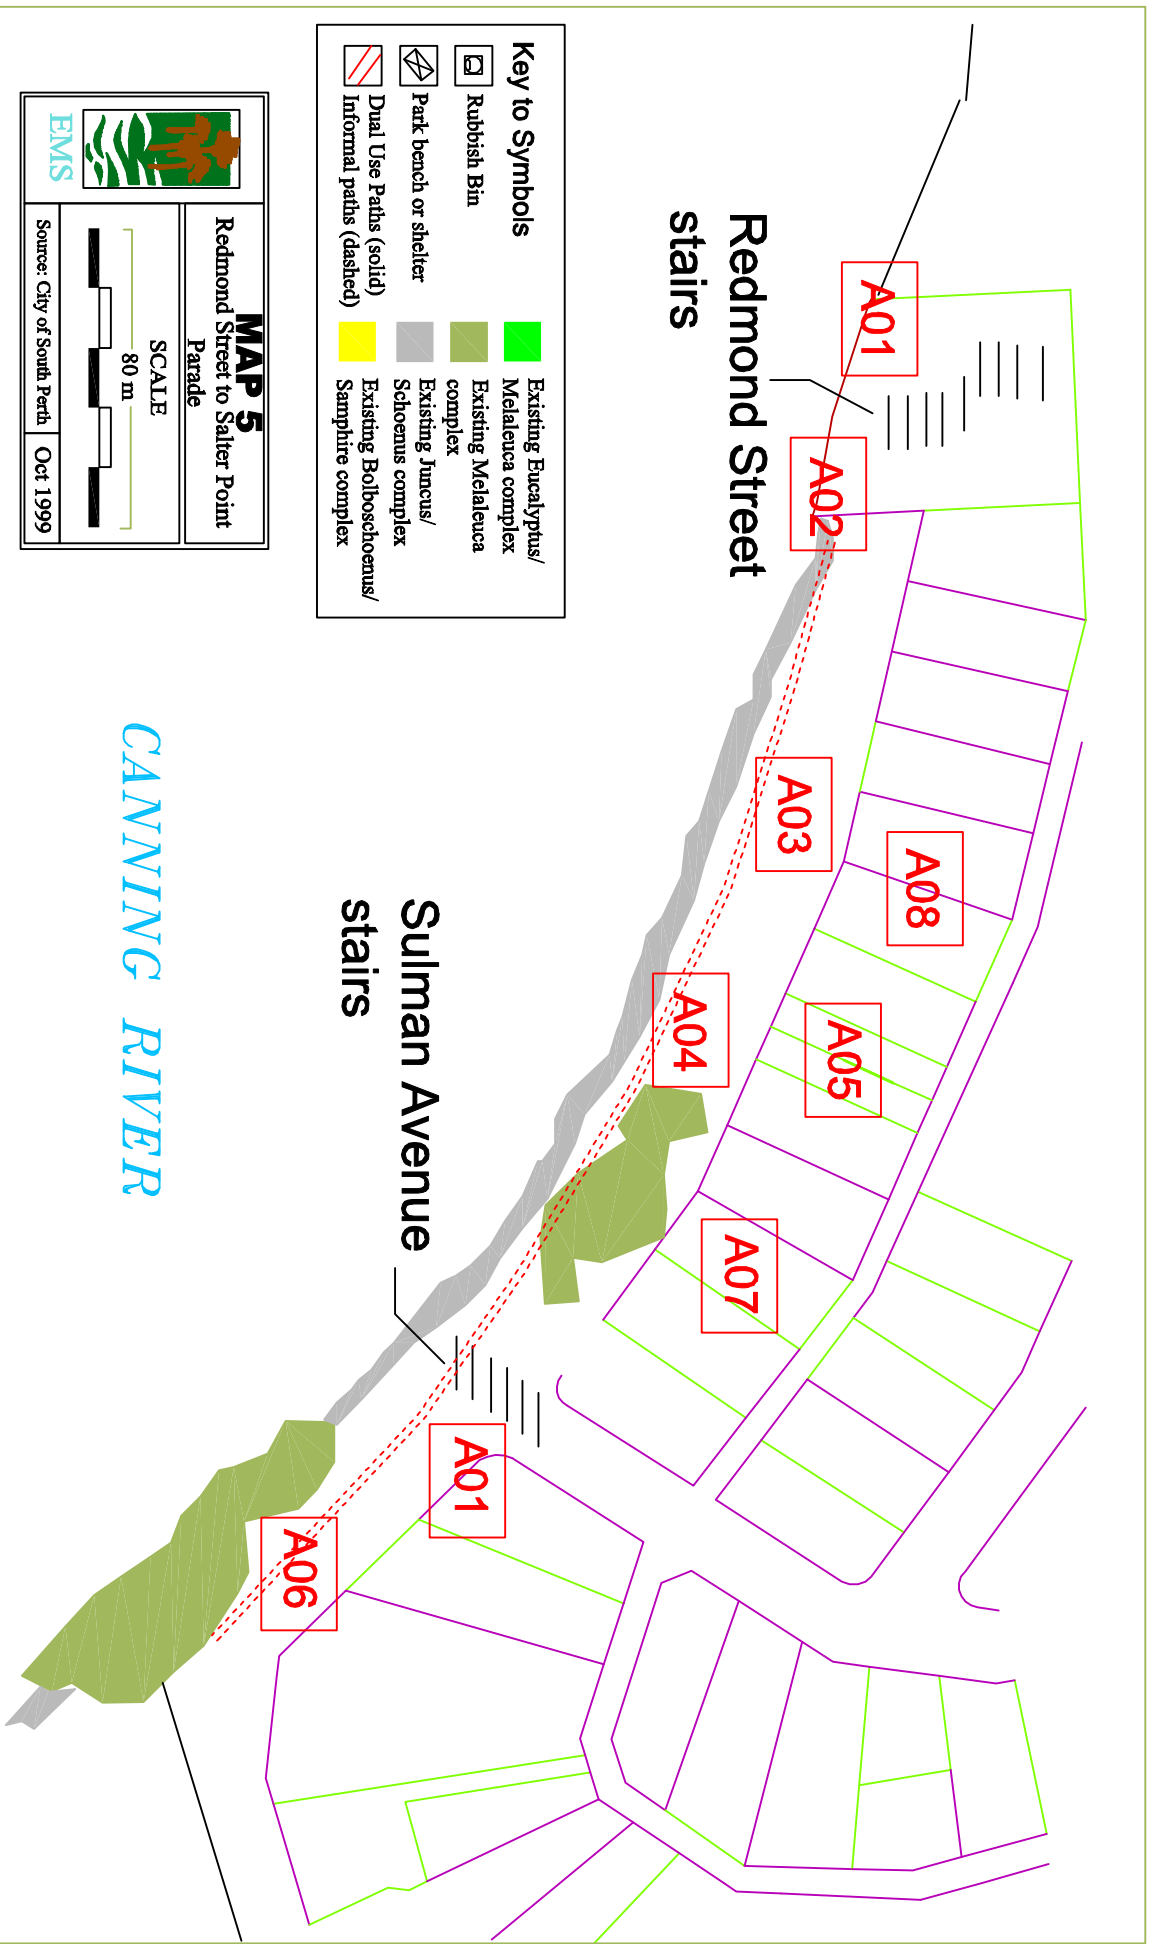 A01
Redmond Street
stairs
A02
A03
A08
A04
A05
A07
Sulman Avenue
stairs
A01
A06
CANNING RIVER
Key to Symbols
Rubbish Bin
Park bench or shelter
Dual Use Paths (solid)
Informal paths (dashed)
Existing Eucalyptus/
Melaleuca complex
Existing Melaleuca
complex
Existing Juncus/
Schoenus complex
Existing Bolboschoenus/
Samphire complex
EMS
MAP 5
Redmond Street to Salter Point
Parade
SCALE
80 m
Source: City of South Perth
Oct 1999